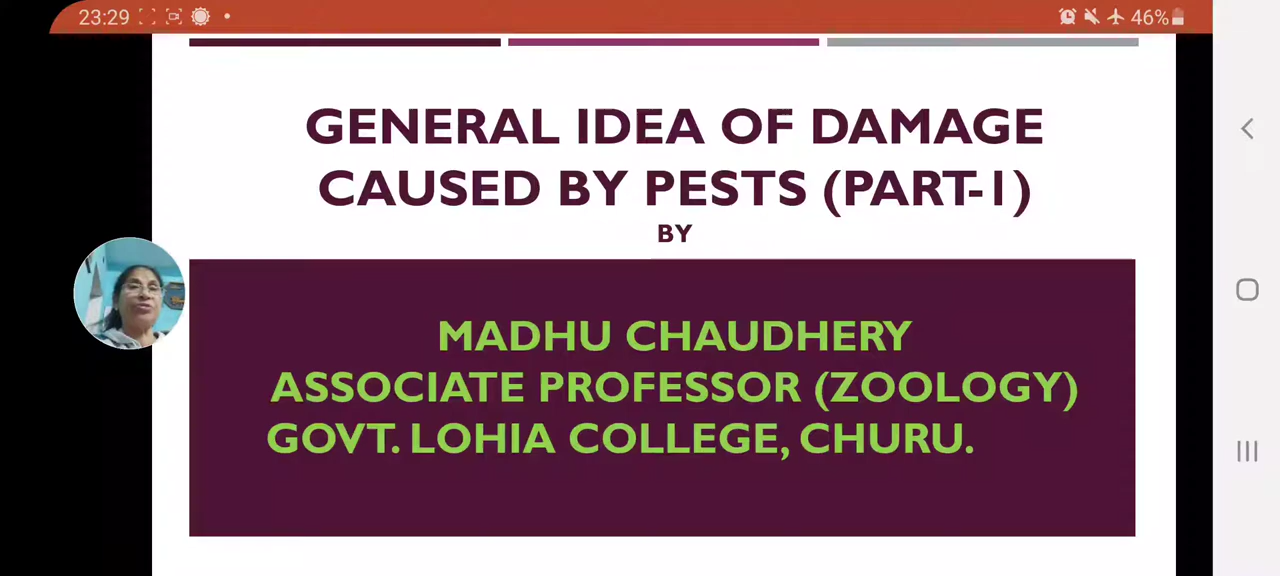 23:29
46%
GENERAL IDEA OF DAMAGE
CAUSED BY PESTS (PART-1)
BY
MADHU CHAUDHERY
ASSOCIATE PROFESSOR (ZOOLOGY)
GOVT. LOHIA COLLEGE, CHURU.